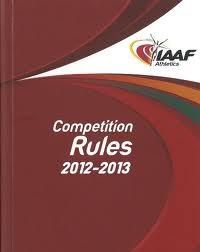 IAAF
Athletics
Competition
Rules
2012-2013